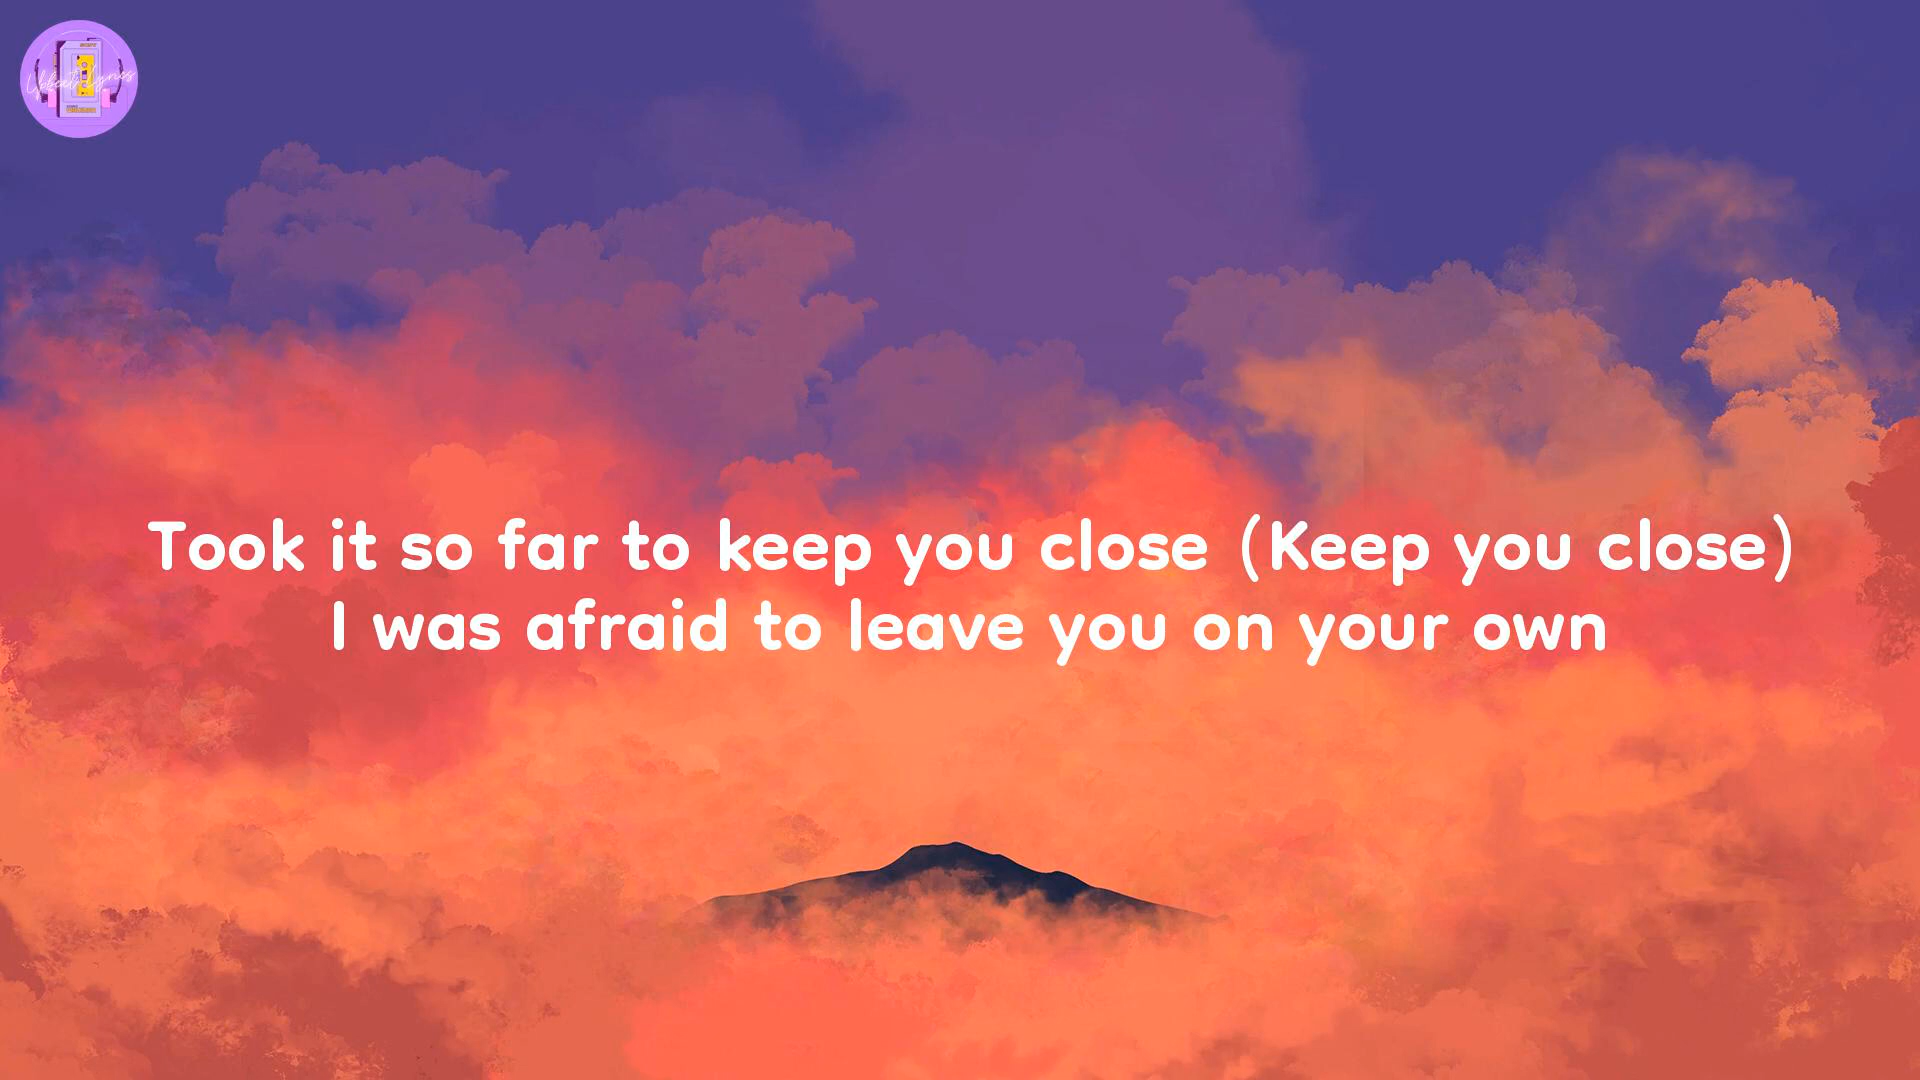 Took it so far to keep you close (Keep you close)
I was afraid to leave you on your own